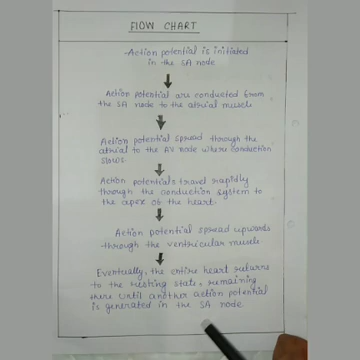 FLOW CHART
Action potential is initiated
in the SA node
Action potential are conducted from
the SA node to the atrial muscle
Action potential spread through the
atrial to the AV node where conduction
slows.
Action potentials travel rapidly
through the conduction system to
the apex of the heart.
Action potential spread upwards
through the ventricular muscle
Eventually, the entire heart returns
to the resting state, remaining
there until another action potential
is generated in the SA node